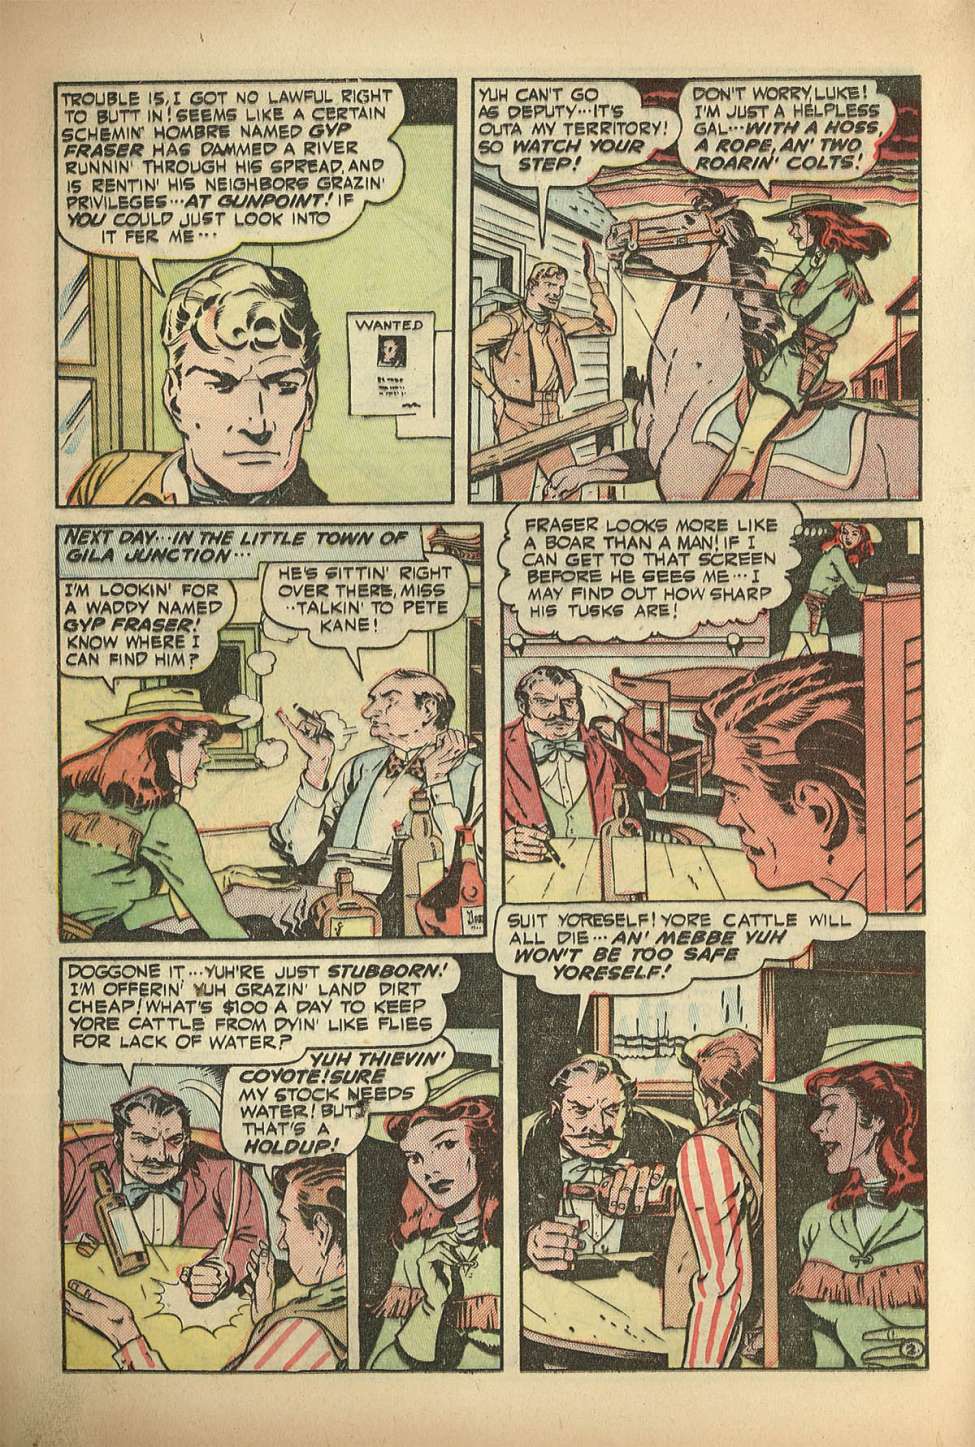 TROUBLE IS, I GOT NO LAWFUL RIGHT
TO BUTT IN! SEEMS LIKE A CERTAIN
SCHEMIN' HOMBRE NAMED GYP
FRASER HAS DAMMED A RIVER
RUNNIN' THROUGH HIS SPREAD, AND
IS RENTIN' HIS NEIGHBORS GRAZIN'
PRIVILEGES... AT GUNPOINT! IF
YOU COULD JUST LOOK INTO
IT FER ME...
WANTED
YUH CAN'T GO
AS DEPUTY... IT'S
OUTA MY TERRITORY!
SO WATCH YOUR
STEP!
DON'T WORRY, LUKE!
I'M JUST A HELPLESS
GAL... WITH A HOSS,
A ROPE, AN' TWO
ROARIN' COLTS!
NEXT DAY... IN THE LITTLE TOWN OF
GILA JUNCTION...
I'M LOOKIN' FOR
A WADDY NAMED
GYP FRASER!
KNOW WHERE I
CAN FIND HIM?
HE'S SITTIN' RIGHT
OVER THERE, MISS
..TALKIN' TO PETE
KANE!
FRASER LOOKS MORE LIKE
A BOAR THAN A MAN! IF I
CAN GET TO THAT SCREEN
BEFORE HE SEES ME... I
MAY FIND OUT HOW SHARP
HIS TUSKS ARE!
DOGGONE IT... YUH'RE JUST STUBBORN!
I'M OFFERIN' YUH GRAZIN' LAND DIRT
CHEAP! WHAT'S $100 A DAY TO KEEP
YORE CATTLE FROM DYIN' LIKE FLIES
FOR LACK OF WATER?
YUH THIEVIN'
COYOTE! SURE
MY STOCK NEEDS
WATER! BUT
THAT'S A
HOLDUP!
SUIT YORESELF! YORE CATTLE WILL
ALL DIE... AN' MEBBE YUH
WON'T BE TOO SAFE
YORESELF!
2